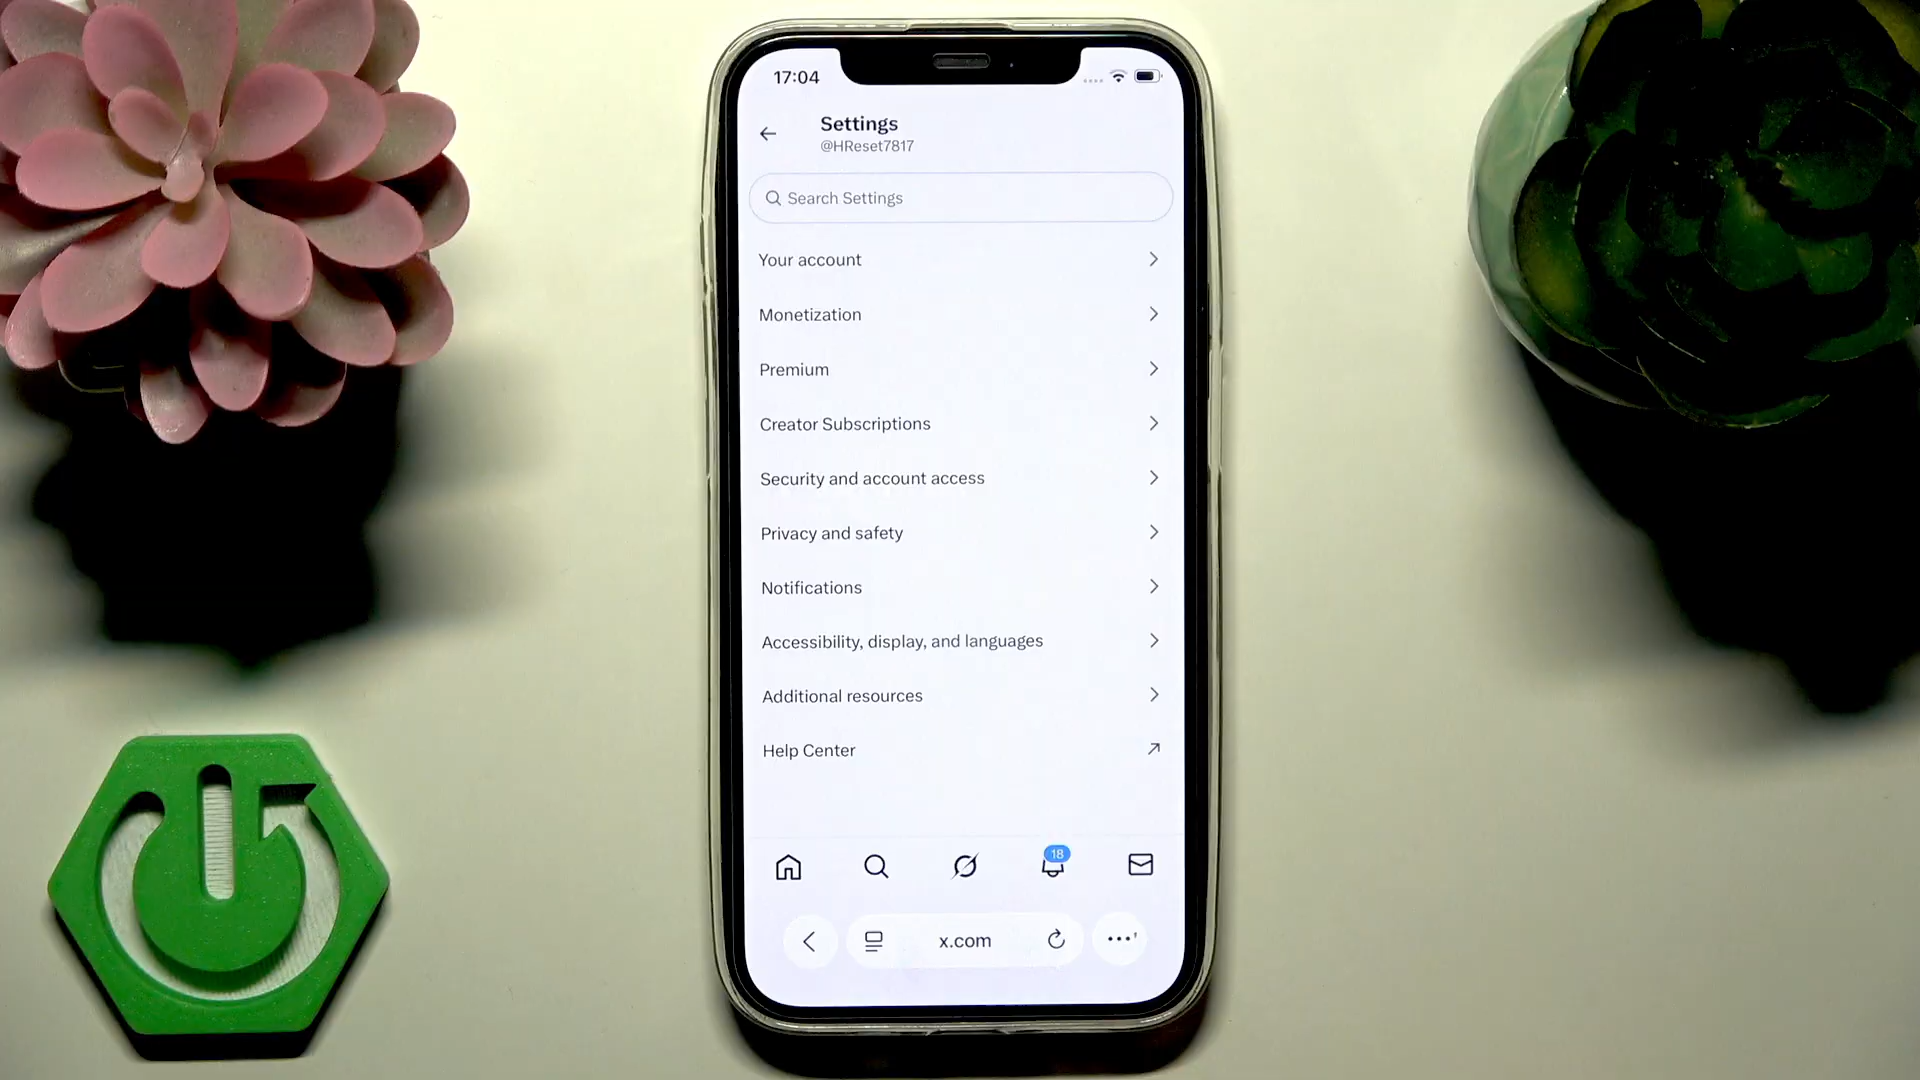 17:04
Settings
@HReset7817
Search Settings
Your account
Monetization
Premium
Creator Subscriptions
Security and account access
Privacy and safety
Notifications
Accessibility, display, and languages
Additional resources
Help Center
18
x.com